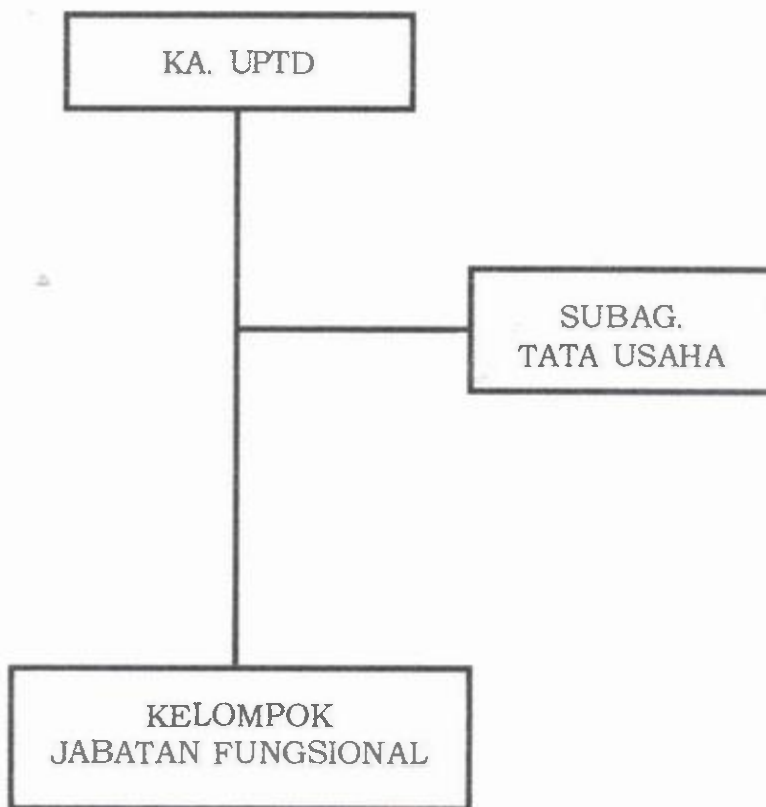 KA. UPTD
SUBAG.
TATA USAHA
KELOMPOK
JABATAN FUNGSIONAL